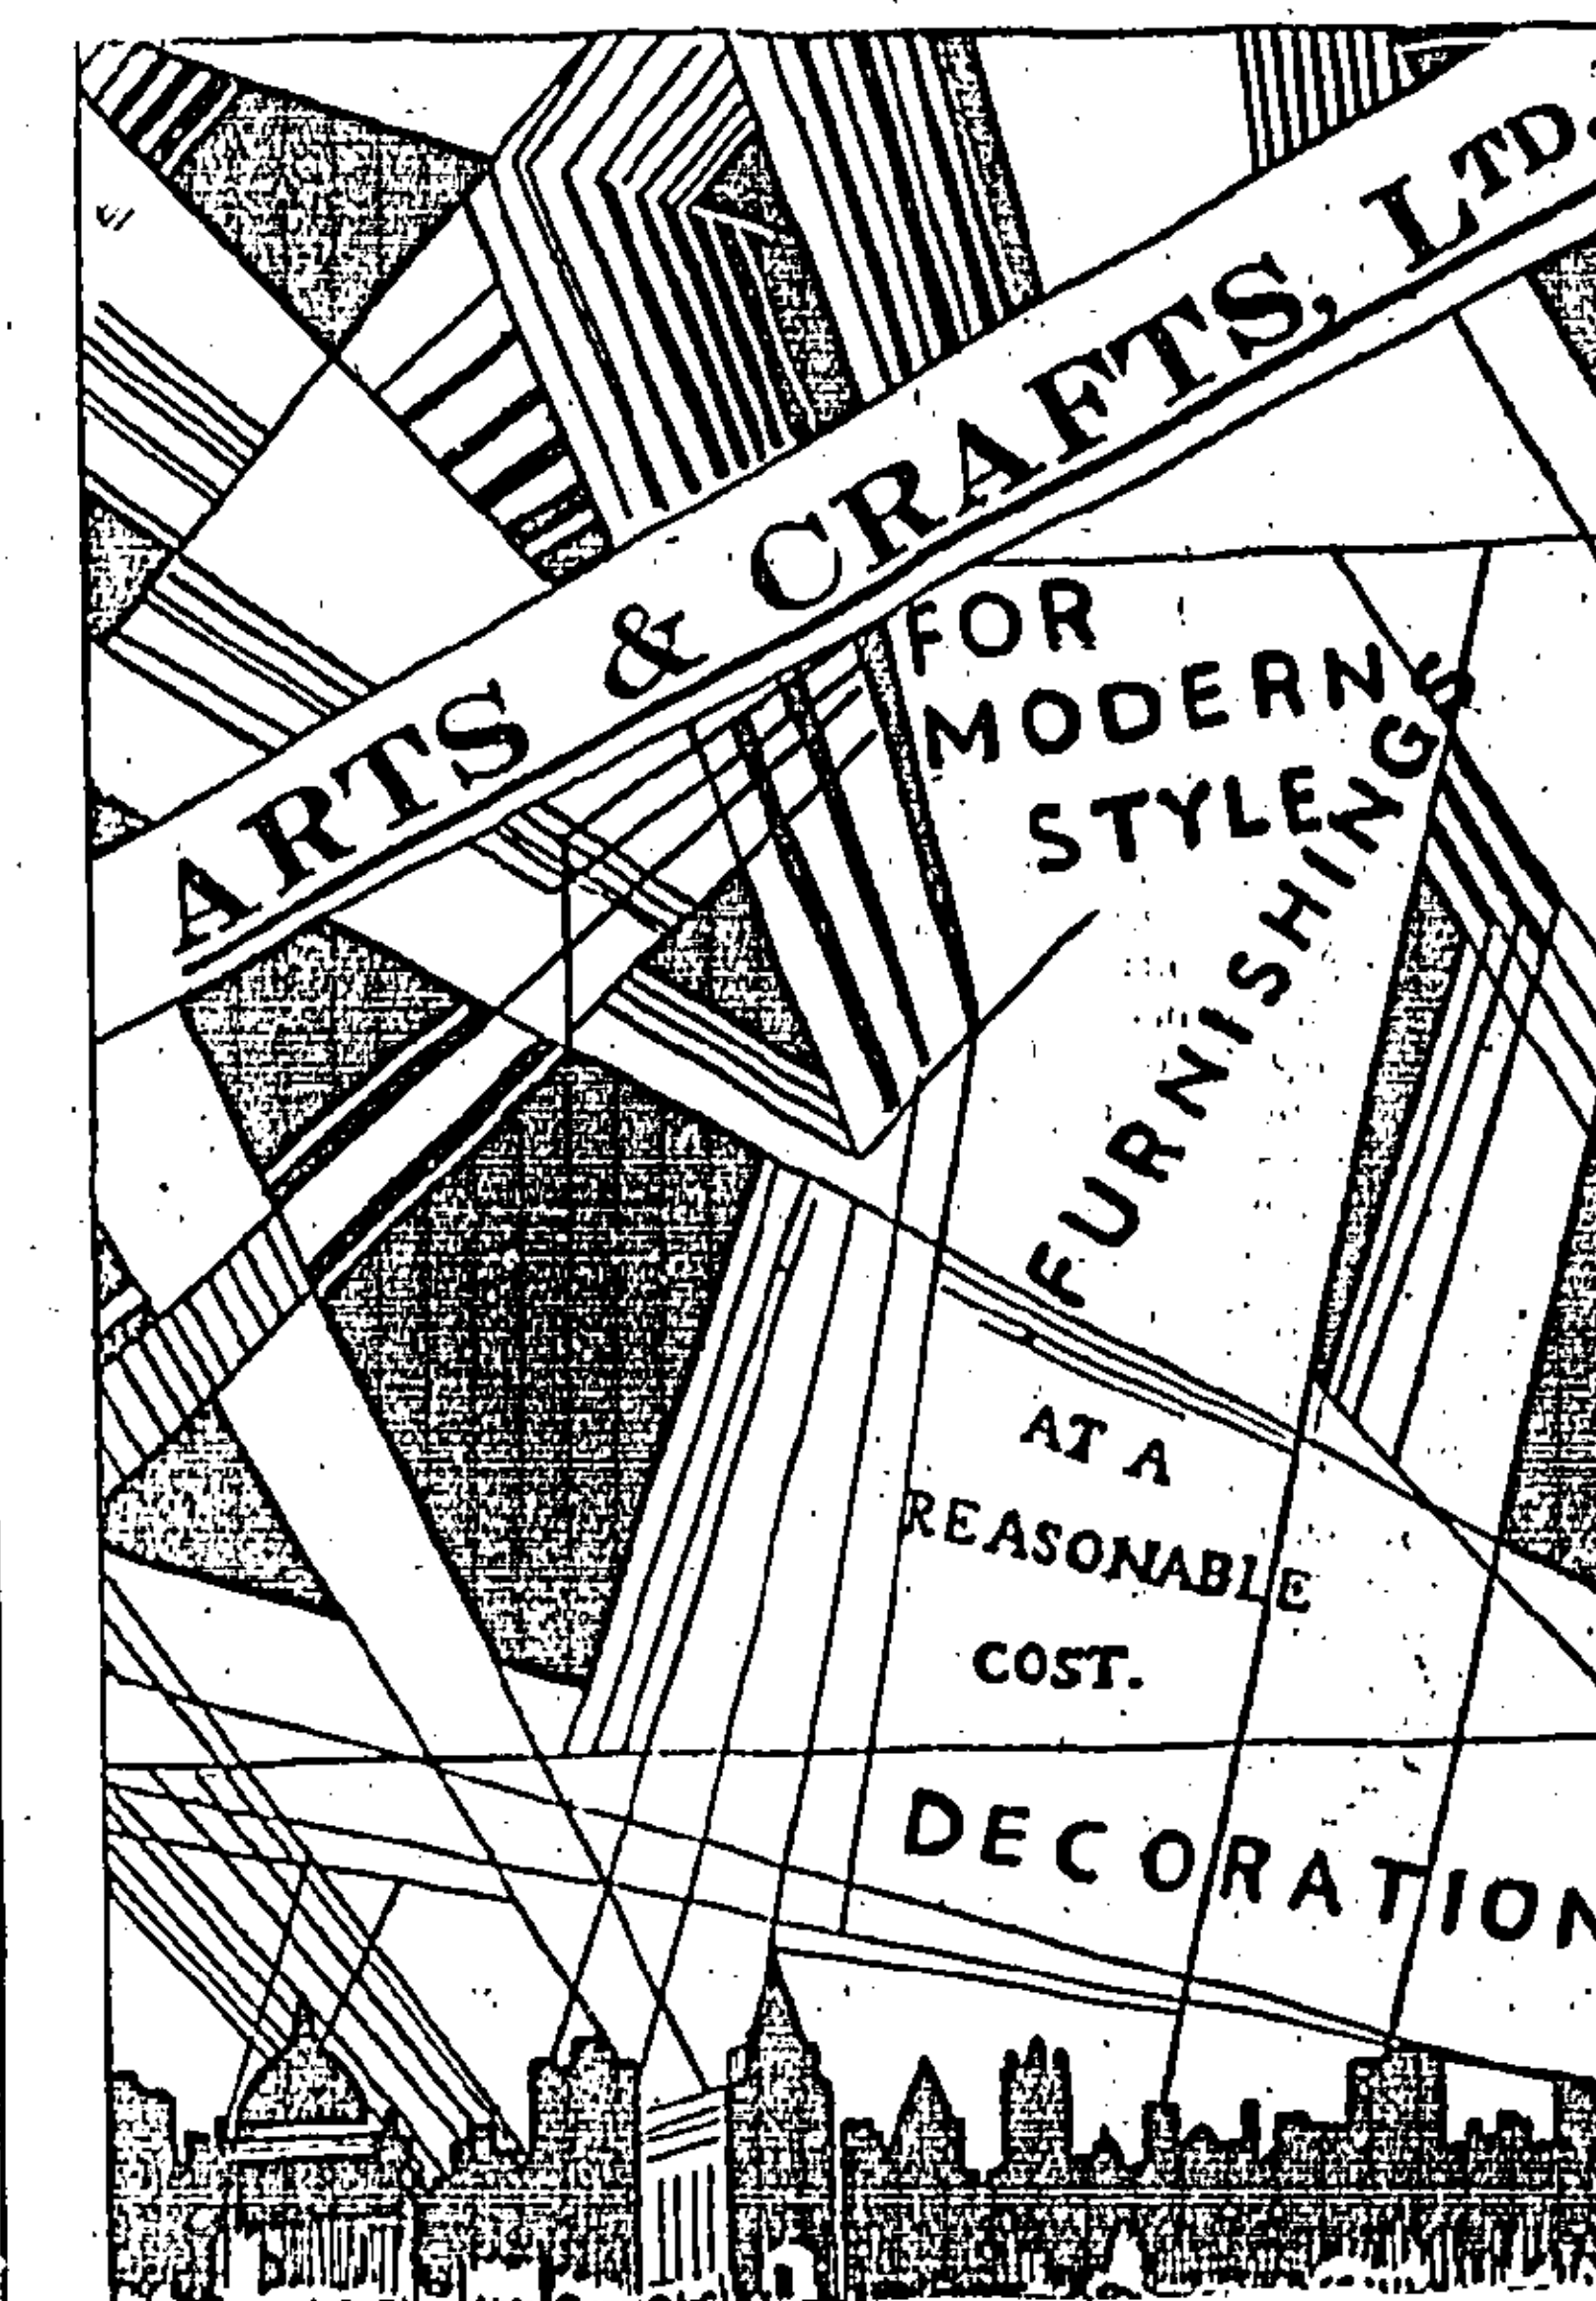 ARTS & CRAFTS, LTD.
FOR
MODERN
STYLE
FURNISHINGS
AT A
REASONABLE
COST.
DECORATION